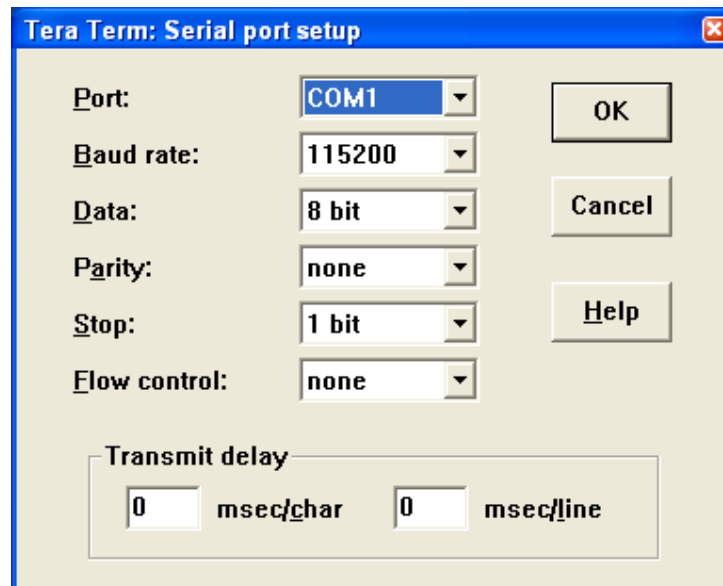 Tera Term: Serial port setup
Port: COM1
OK
Baud rate: 115200
Data: 8 bit
Cancel
Parity: none
Stop: 1 bit
Help
Flow control: none
Transmit delay
0 msec/char 0 msec/line